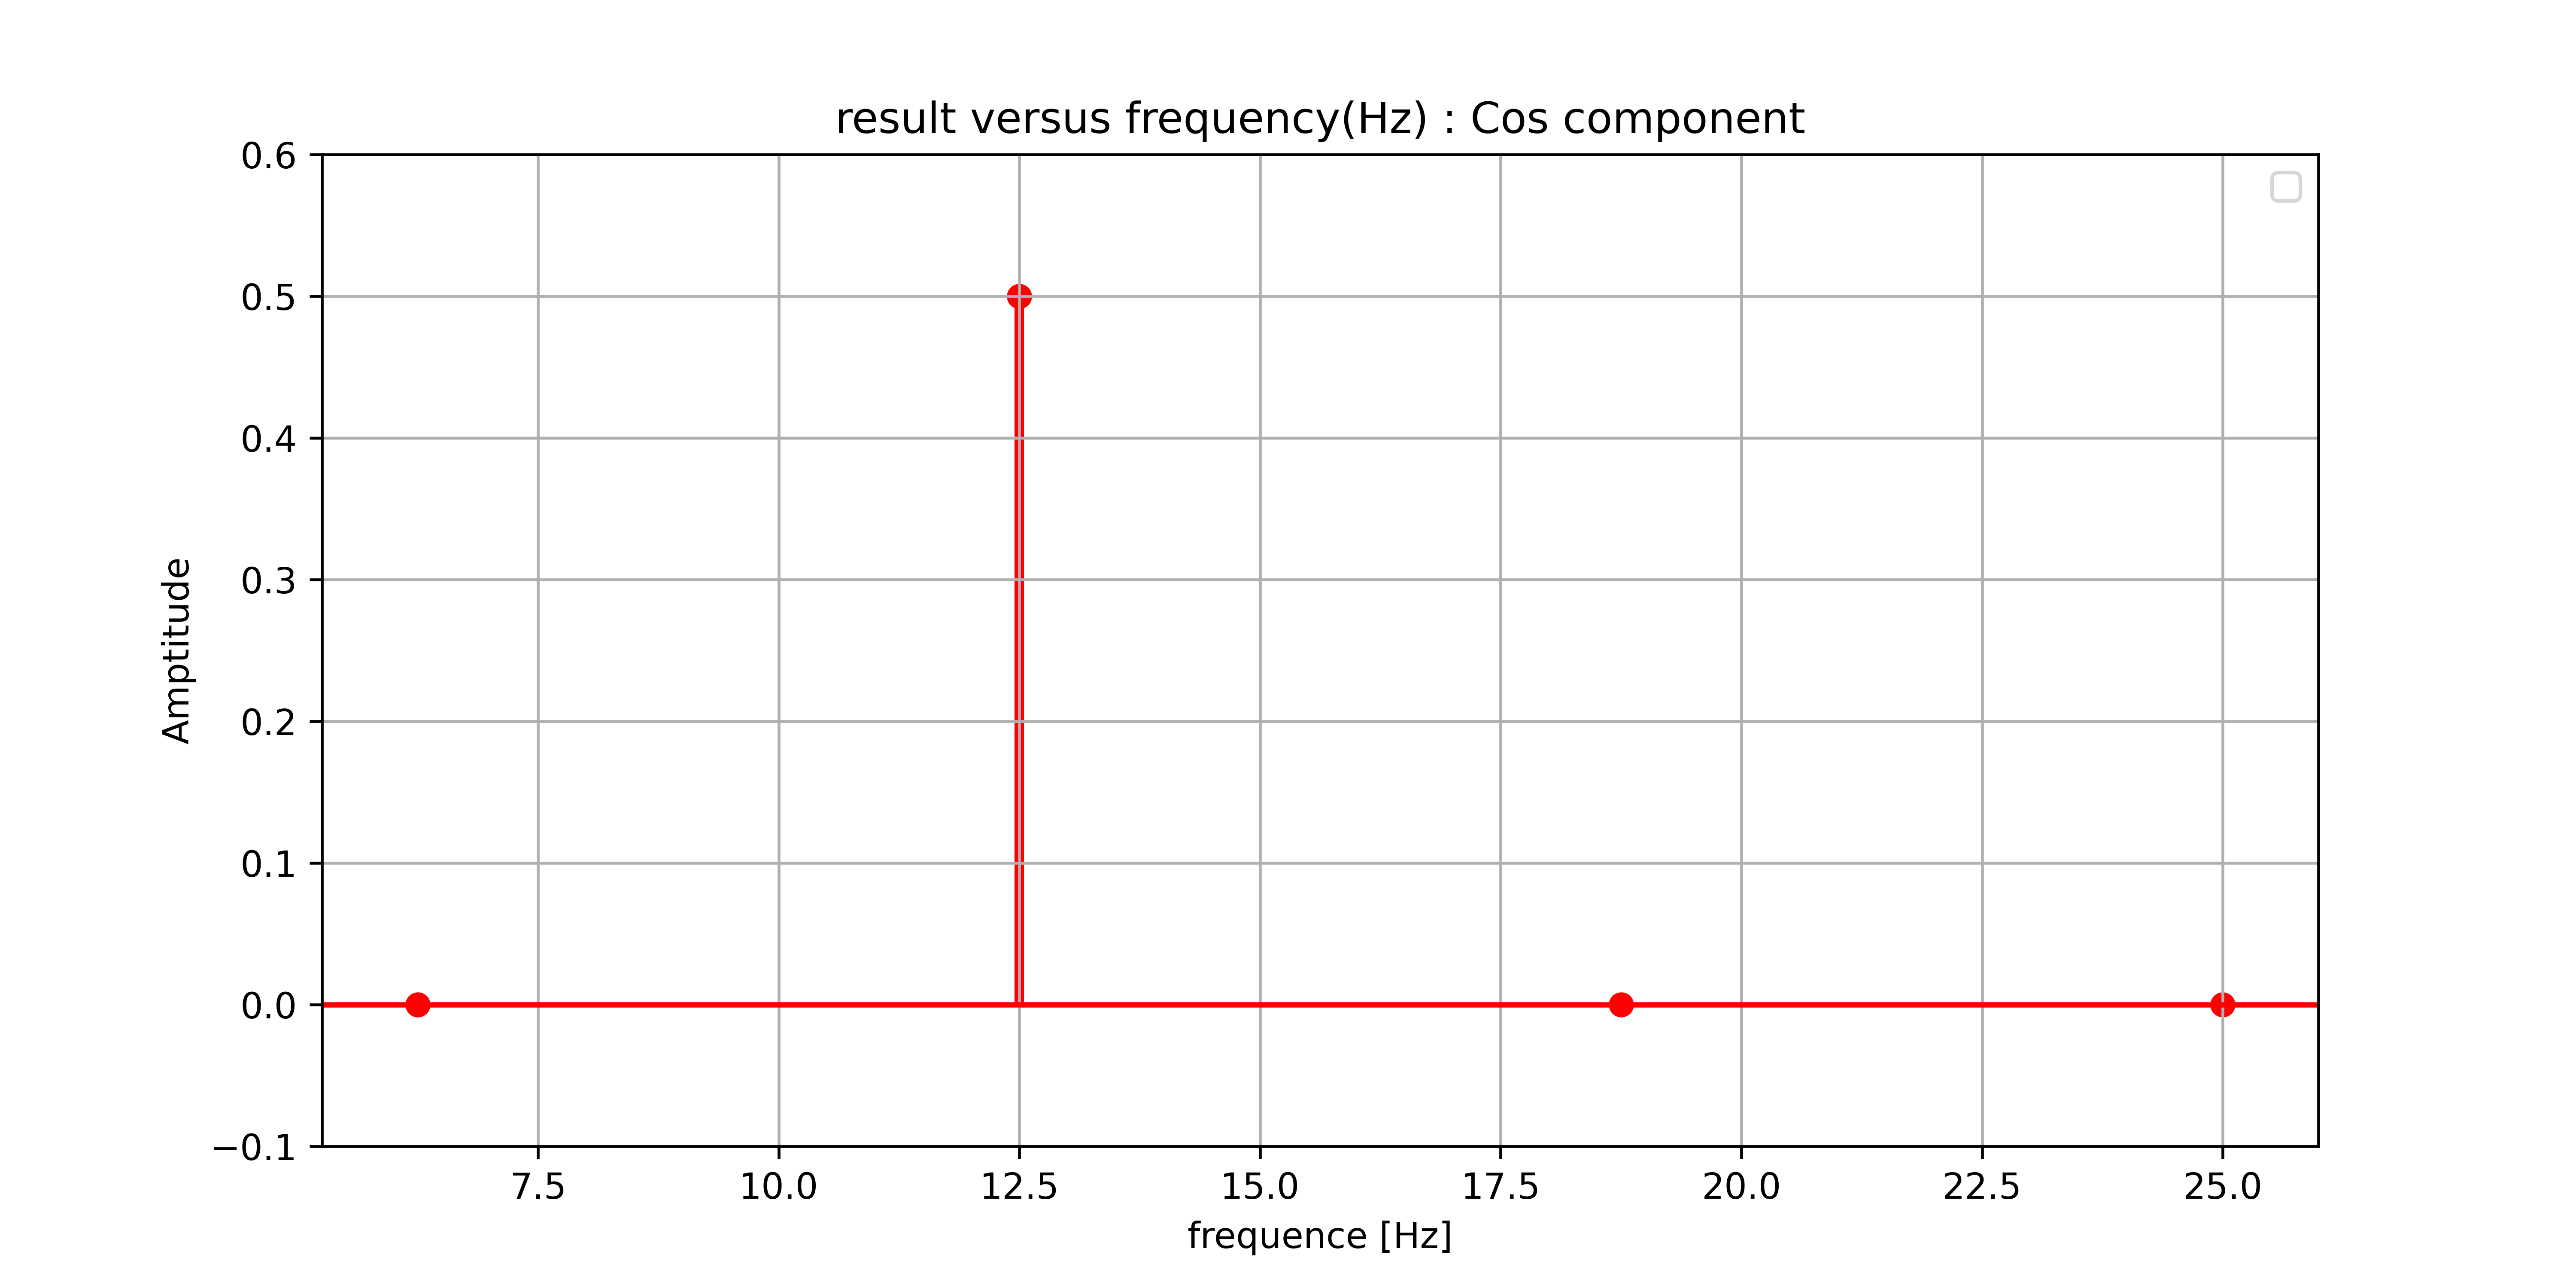 result versus frequency(Hz) : Cos component
0.6
0.5
0.4
0.3
0.2
0.1
0.0
−0.1
Amptitude
7.5 10.0 12.5 15.0 17.5 20.0 22.5 25.0
frequence [Hz]